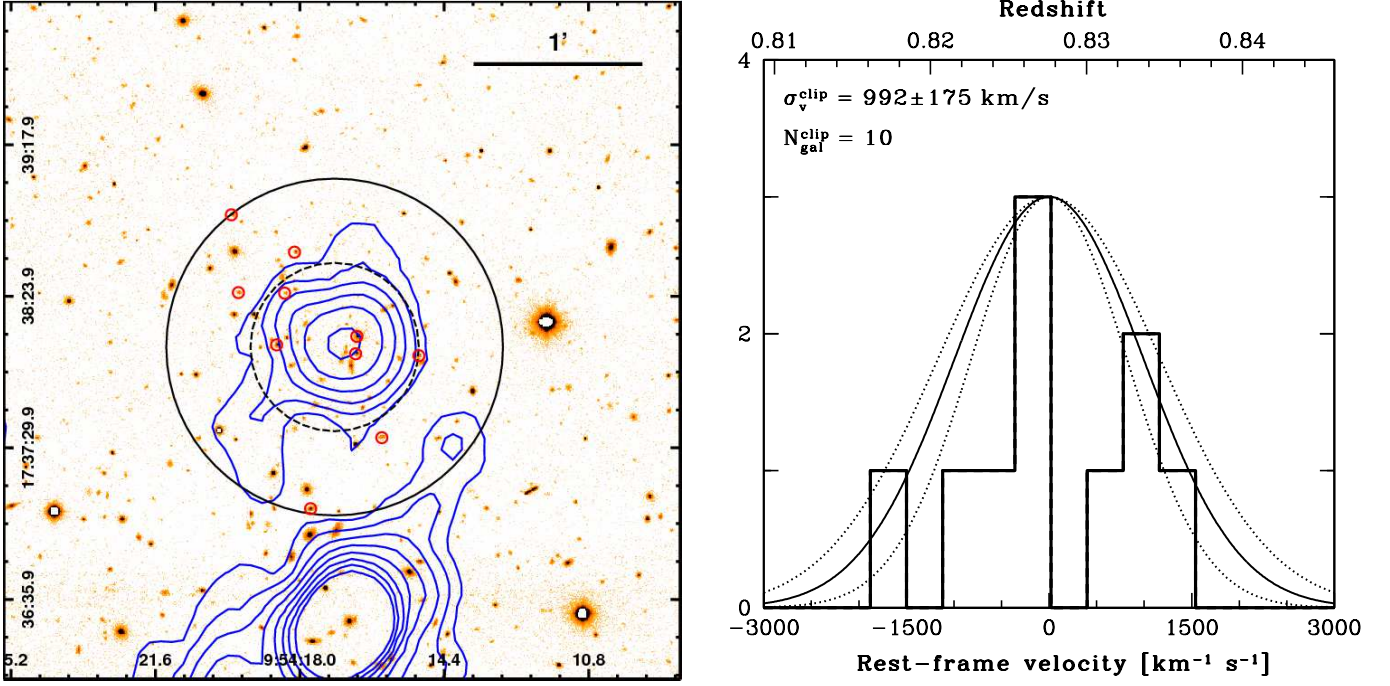 1'
39:17.9
38:23.9
17:37:29.9
36:35.9
5.2 21.6 9:54:18.0 14.4 10.8
Redshift
0.81 0.82 0.83 0.84
σ_v^clip = 992±175 km/s
N_gal^clip = 10
4
2
0
−3000 −1500 0 1500 3000
Rest−frame velocity [km⁻¹ s⁻¹]